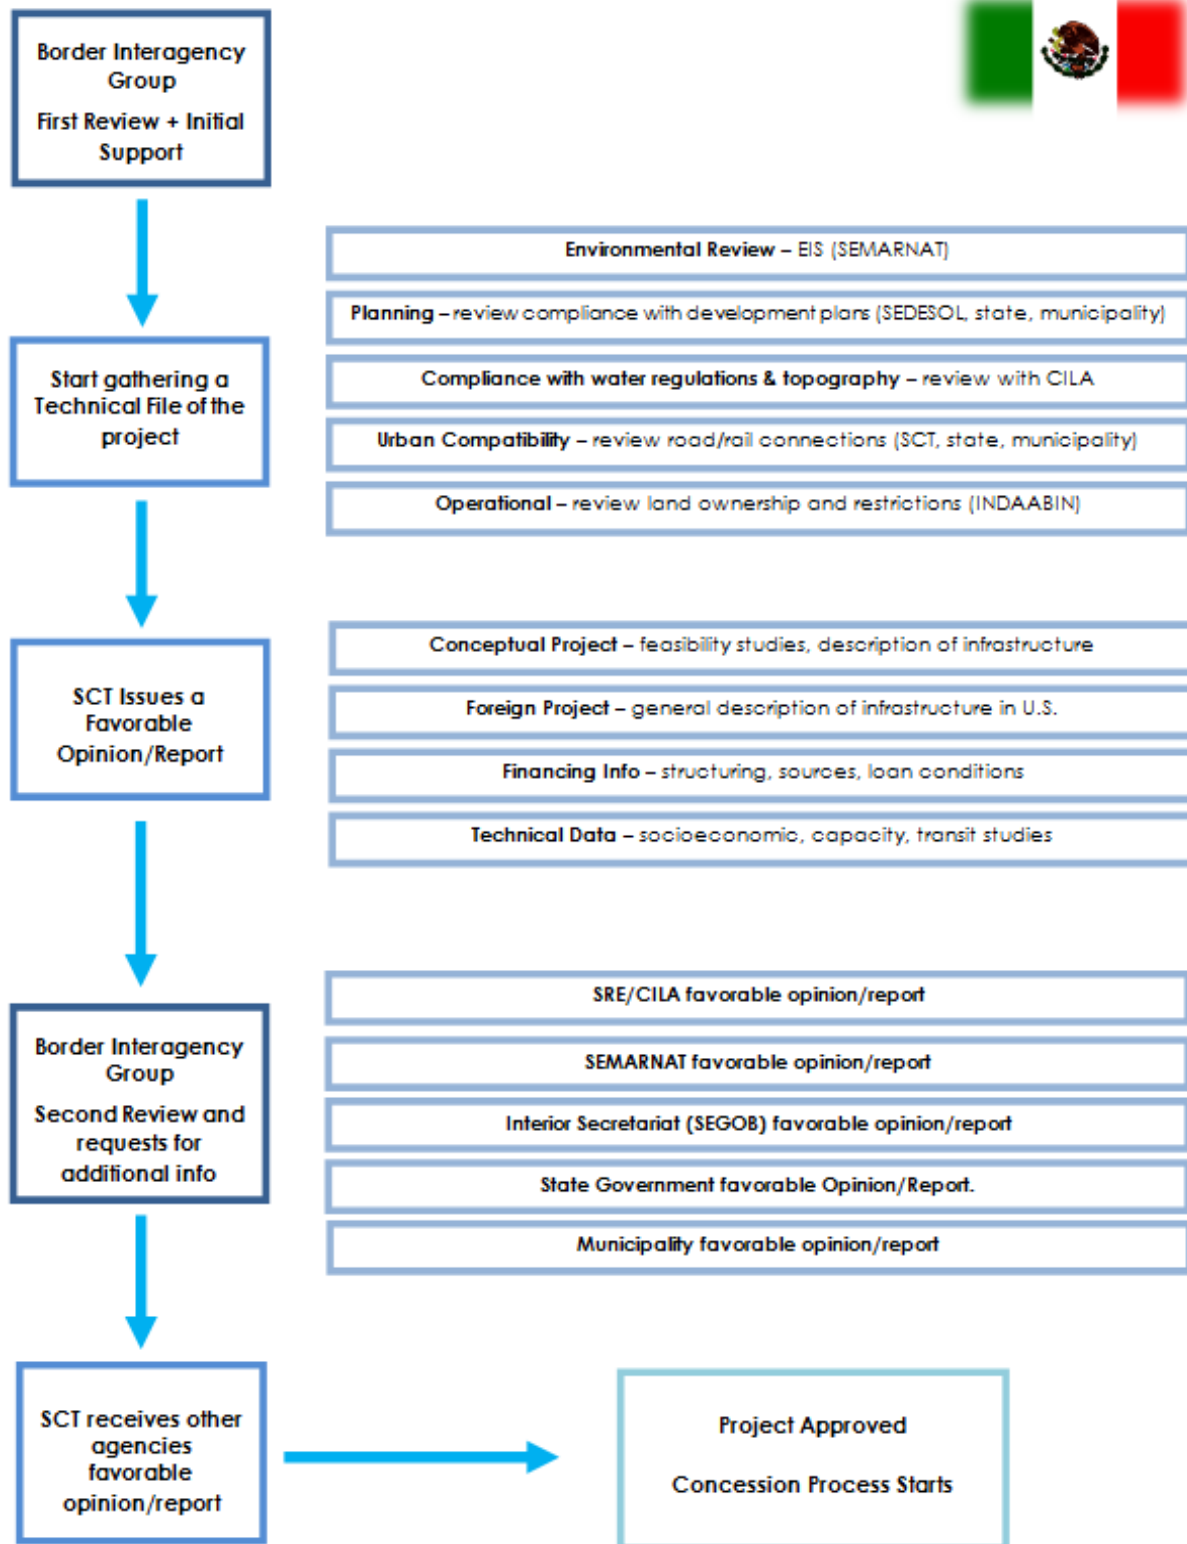 Border Interagency
Group
First Review + Initial
Support
Environmental Review – EIS (SEMARNAT)
Planning – review compliance with development plans (SEDESOL, state, municipality)
Compliance with water regulations & topography – review with CILA
Urban Compatibility – review road/rail connections (SCT, state, municipality)
Operational – review land ownership and restrictions (INDAABIN)
Start gathering a
Technical File of the
project
Conceptual Project – feasibility studies, description of infrastructure
Foreign Project – general description of infrastructure in U.S.
Financing Info – structuring, sources, loan conditions
Technical Data – socioeconomic, capacity, transit studies
SCT Issues a
Favorable
Opinion/Report
SRE/CILA favorable opinion/report
SEMARNAT favorable opinion/report
Interior Secretariat (SEGOB) favorable opinion/report
State Government favorable Opinion/Report.
Municipality favorable opinion/report
Border Interagency
Group
Second Review and
requests for
additional info
SCT receives other
agencies
favorable
opinion/report
Project Approved
Concession Process Starts